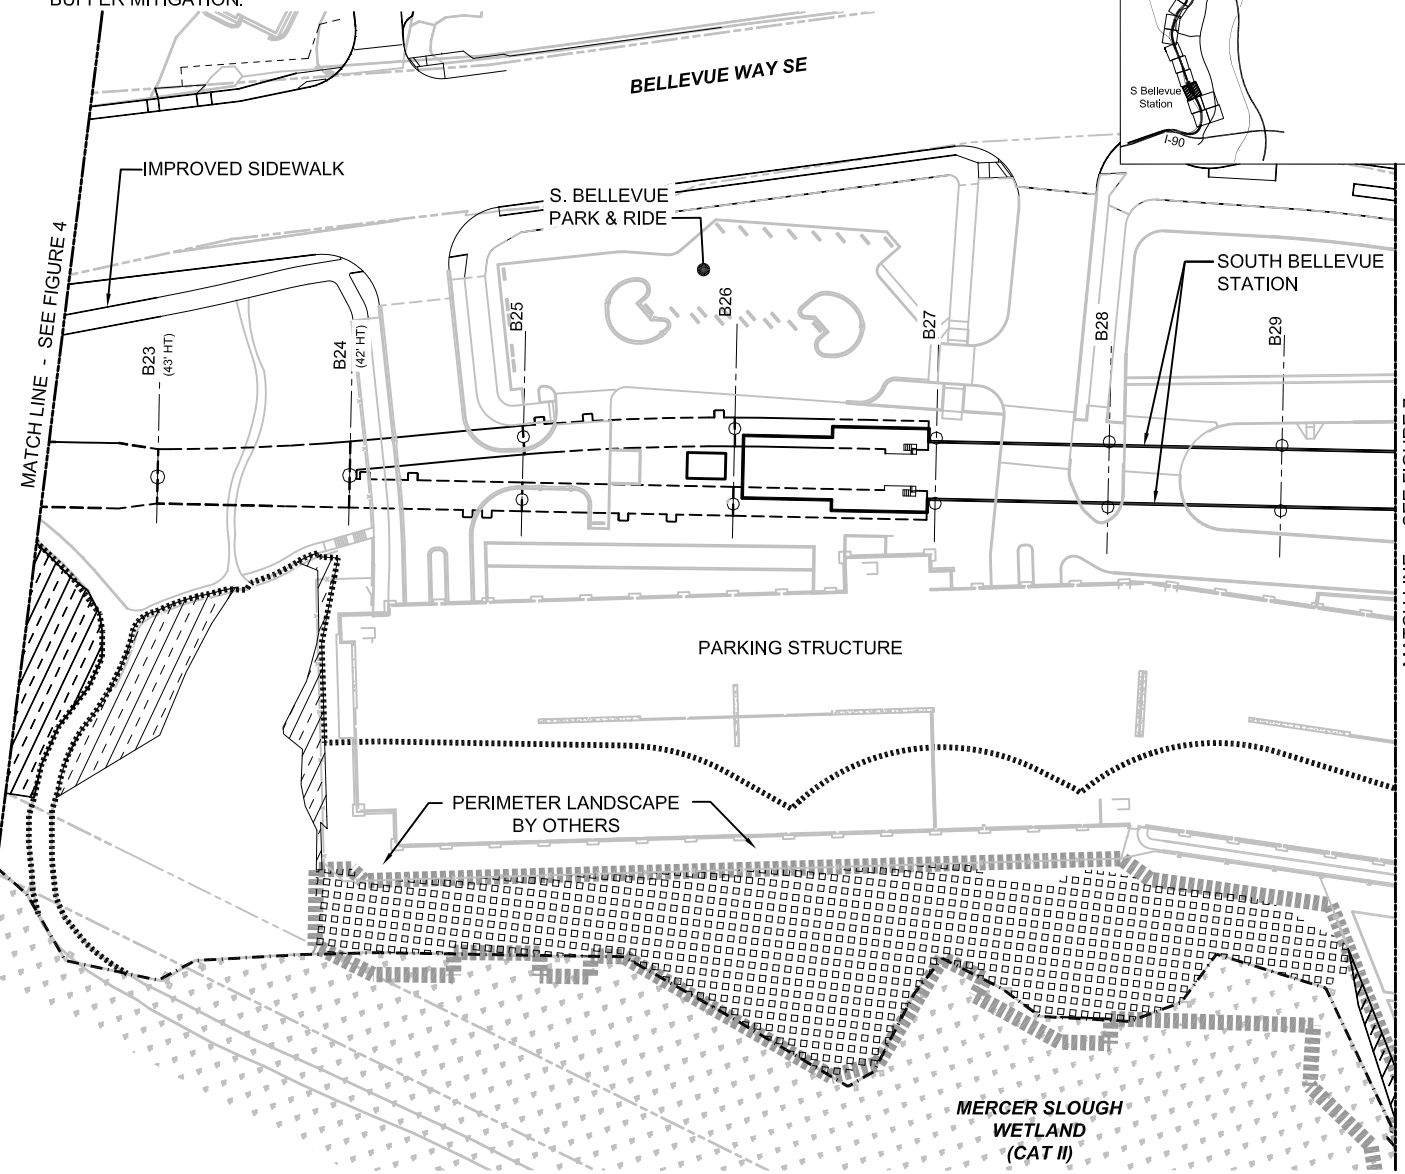 BUFFER MITIGATION.
BELLEVUE WAY SE
S Bellevue
Station
I-90
IMPROVED SIDEWALK
S. BELLEVUE
PARK & RIDE
SOUTH BELLEVUE
STATION
MATCH LINE - SEE FIGURE 4
B23
(43' HT)
B24
(42' HT)
B25
B26
B27
B28
B29
PARKING STRUCTURE
PERIMETER LANDSCAPE
BY OTHERS
MERCER SLOUGH
WETLAND
(CAT II)